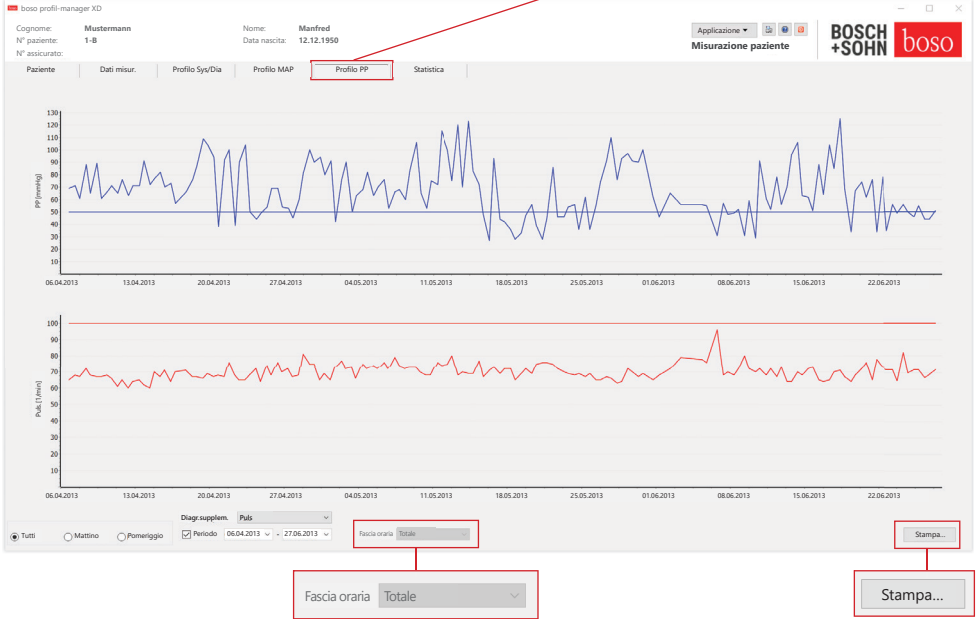 boso boso profil-manager XD
Cognome: Mustermann Nome: Manfred
N° paziente: 1-B Data nascita: 12.12.1950
N° assicurato:
Applicazione
Misurazione paziente
BOSCH
+SOHN
boso
Paziente Dati misur. Profilo Sys/Dia Profilo MAP Profilo PP Statistica
PP [mmHg]
130
120
110
100
90
80
70
60
50
40
30
20
10
06.04.2013 13.04.2013 20.04.2013 27.04.2013 04.05.2013 11.05.2013 18.05.2013 25.05.2013 01.06.2013 08.06.2013 15.06.2013 22.06.2013
Puls. [1/min]
100
90
80
70
60
50
40
30
20
10
06.04.2013 13.04.2013 20.04.2013 27.04.2013 04.05.2013 11.05.2013 18.05.2013 25.05.2013 01.06.2013 08.06.2013 15.06.2013 22.06.2013
Diagr.supplem. Puls
Tutti Mattino Pomeriggio Periodo 06.04.2013 - 27.06.2013 Fascia oraria Totale Stampa...
Fascia oraria Totale
Stampa...